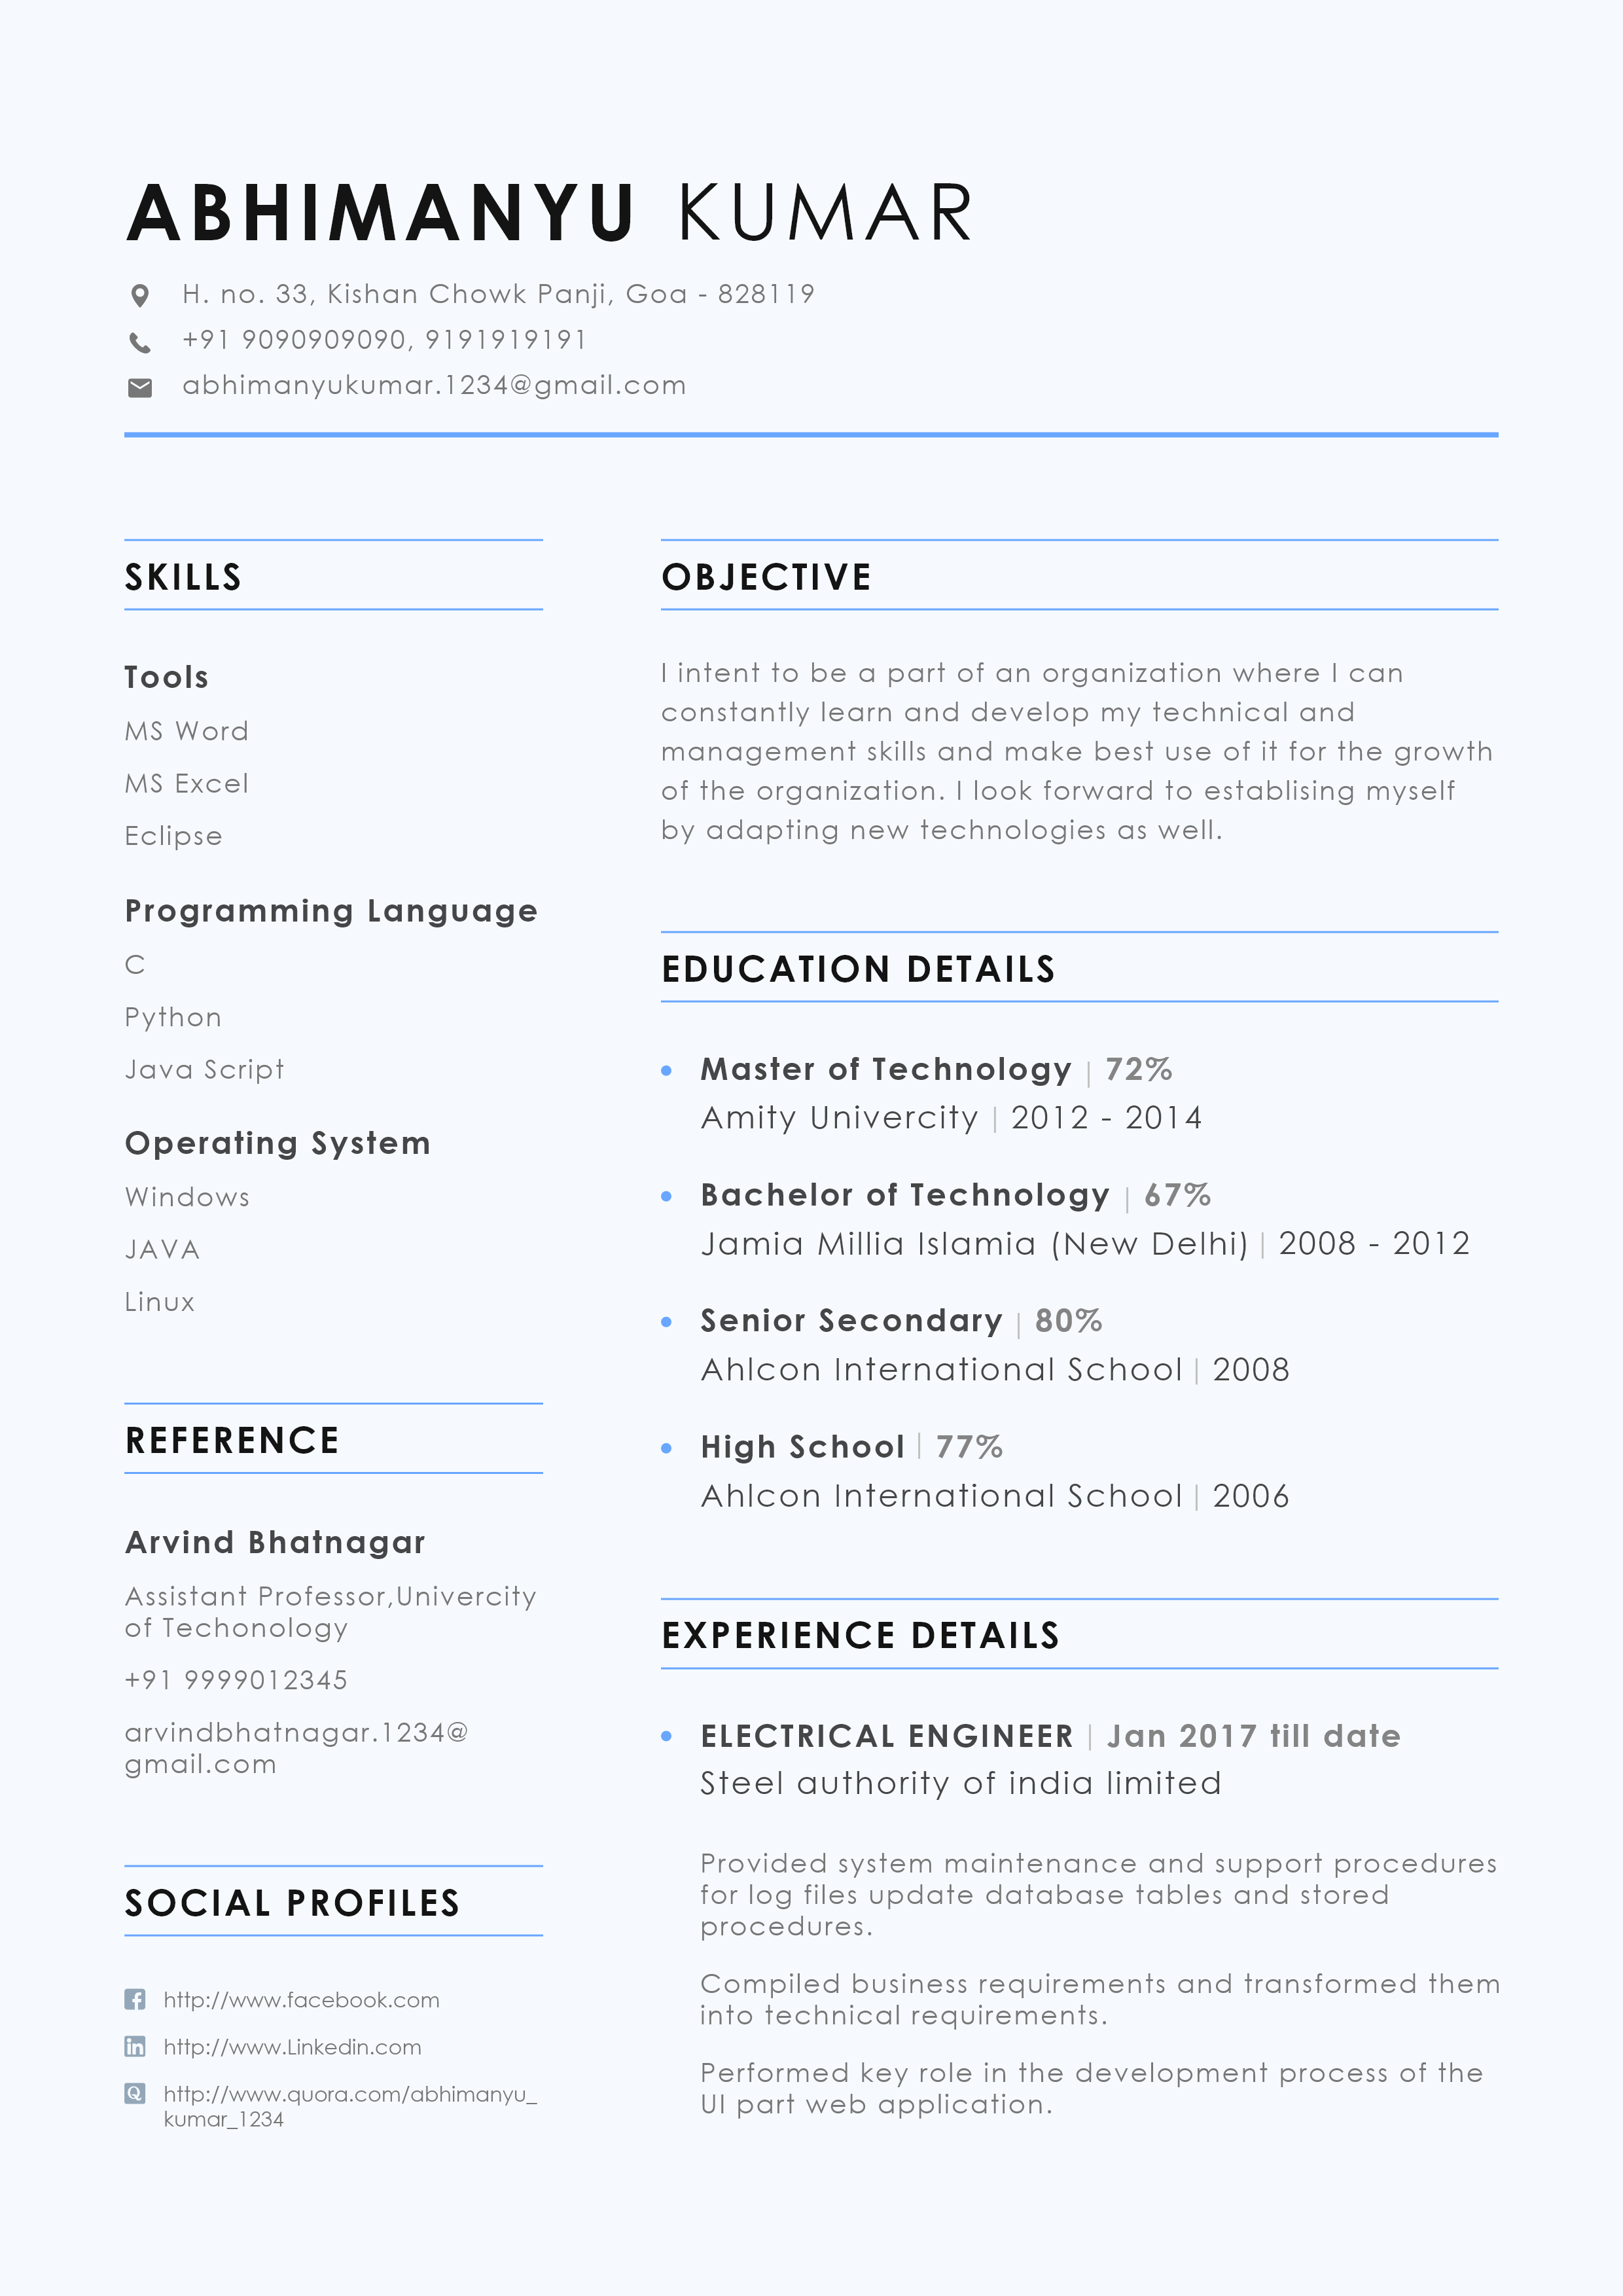 ABHIMANYU KUMAR
H. no. 33, Kishan Chowk Panji, Goa - 828119
+91 9090909090, 9191919191
abhimanyukumar.1234@gmail.com
SKILLS
Tools
MS Word
MS Excel
Eclipse
Programming Language
C
Python
Java Script
Operating System
Windows
JAVA
Linux
REFERENCE
Arvind Bhatnagar
Assistant Professor,Univercity
of Techonology
+91 9999012345
arvindbhatnagar.1234@
gmail.com
SOCIAL PROFILES
http://www.facebook.com
http://www.Linkedin.com
http://www.quora.com/abhimanyu_
kumar_1234
OBJECTIVE
I intent to be a part of an organization where I can
constantly learn and develop my technical and
management skills and make best use of it for the growth
of the organization. I look forward to establising myself
by adapting new technologies as well.
EDUCATION DETAILS
Master of Technology | 72%
Amity Univercity | 2012 - 2014
Bachelor of Technology | 67%
Jamia Millia Islamia (New Delhi) | 2008 - 2012
Senior Secondary | 80%
Ahlcon International School | 2008
High School | 77%
Ahlcon International School | 2006
EXPERIENCE DETAILS
ELECTRICAL ENGINEER | Jan 2017 till date
Steel authority of india limited
Provided system maintenance and support procedures
for log files update database tables and stored
procedures.
Compiled business requirements and transformed them
into technical requirements.
Performed key role in the development process of the
UI part web application.